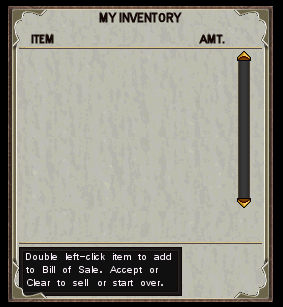 MY INVENTORY
ITEM AMT.
Double left-click item to add
to Bill of Sale. Accept or
Clear to sell or start over.